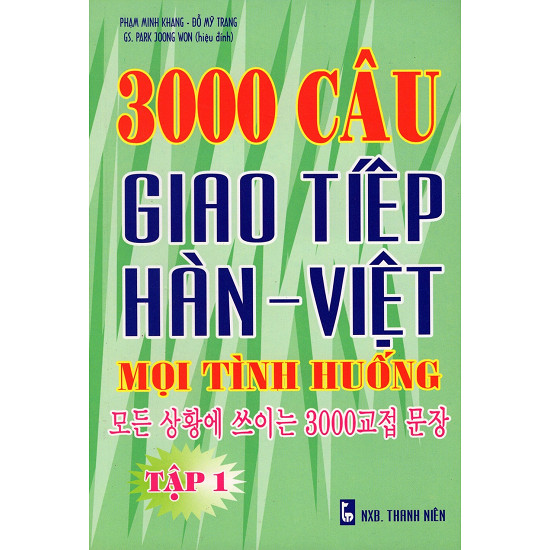 PHẠM MINH KHANG - ĐỖ MỸ TRANG
GS. PARK JOONG WON (hiệu đính)
3000 CÂU
GIAO TIẾP
HÀN - VIỆT
MỌI TÌNH HUỐNG
모든 상황에 쓰이는 3000교접 문장
TẬP 1
NXB. THANH NIÊN